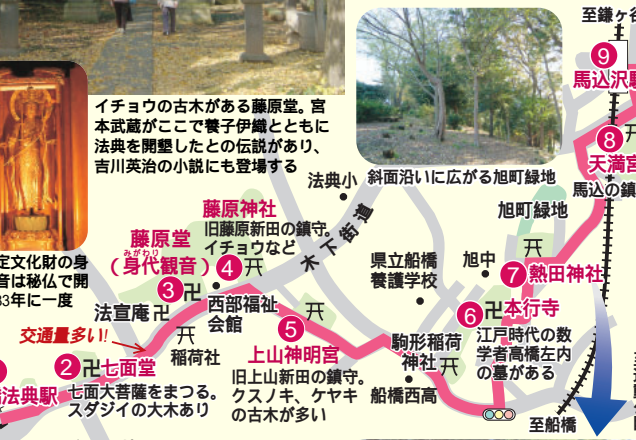 イチョウの古木がある藤原堂。宮
本武蔵がここで養子伊織とともに
法典を開墾したとの伝説があり、
吉川英治の小説にも登場する
斜面沿いに広がる旭町緑地
至鎌ヶ谷
9
馬込沢駅
8
天満宮
馬込の鎮
法典小
木下街道
旭町緑地
藤原神社
旧藤原新田の鎮守。
イチョウなど
4
藤原堂
みがわり
(身代観音)
3
定文化財の身
音は秘仏で開
33年に一度
法宣庵
西部福祉
会館
県立船橋
養護学校
旭中
7 熱田神社
6 本行寺
江戸時代の数
学者高橋左内
の墓がある
交通量多い!
稲荷社
5
上山神明宮
旧上山新田の鎮守。
クスノキ、ケヤキ
の古木が多い
駒形稲荷
神社
船橋西高
2 七面堂
七面大菩薩をまつる。
スダジイの大木あり
法典駅
至船橋